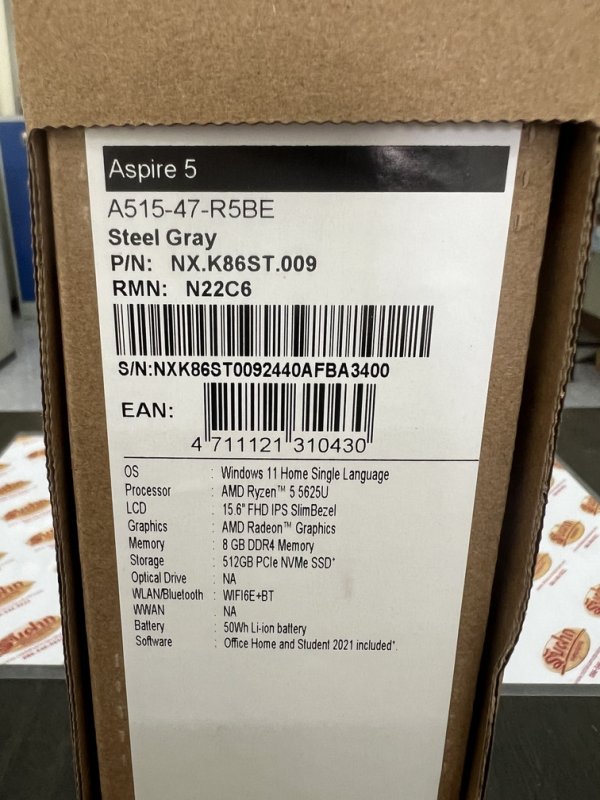 Aspire 5
A515-47-R5BE
Steel Gray
P/N: NX.K86ST.009
RMN: N22C6
S/N:NXK86ST0092440AFBA3400
EAN:
4 711121 310430
OS : Windows 11 Home Single Language
Processor : AMD Ryzen™ 5 5625U
LCD : 15.6" FHD IPS SlimBezel
Graphics : AMD Radeon™ Graphics
Memory : 8 GB DDR4 Memory
Storage : 512GB PCIe NVMe SSD*
Optical Drive : NA
WLAN/Bluetooth : WIFI6E+BT
WWAN : NA
Battery : 50Wh Li-ion battery
Software : Office Home and Student 2021 included*.